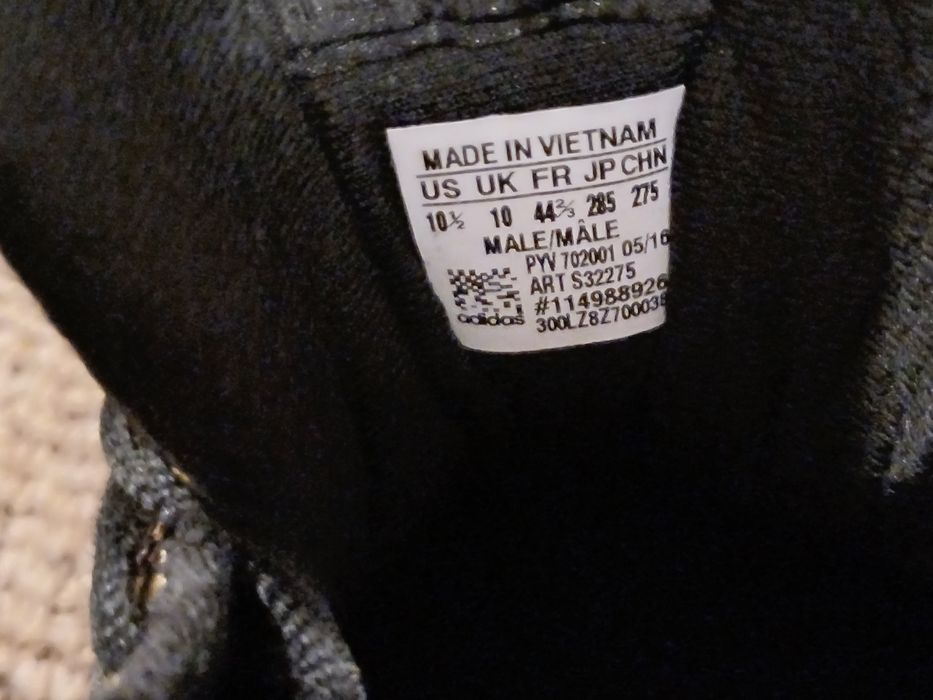 MADE IN VIETNAM
US UK FR JP CHN
10½ 10 44⅔ 285 275
MALE/MÂLE
PYV 702001 05/16
ART S32275
#114988926
adidas